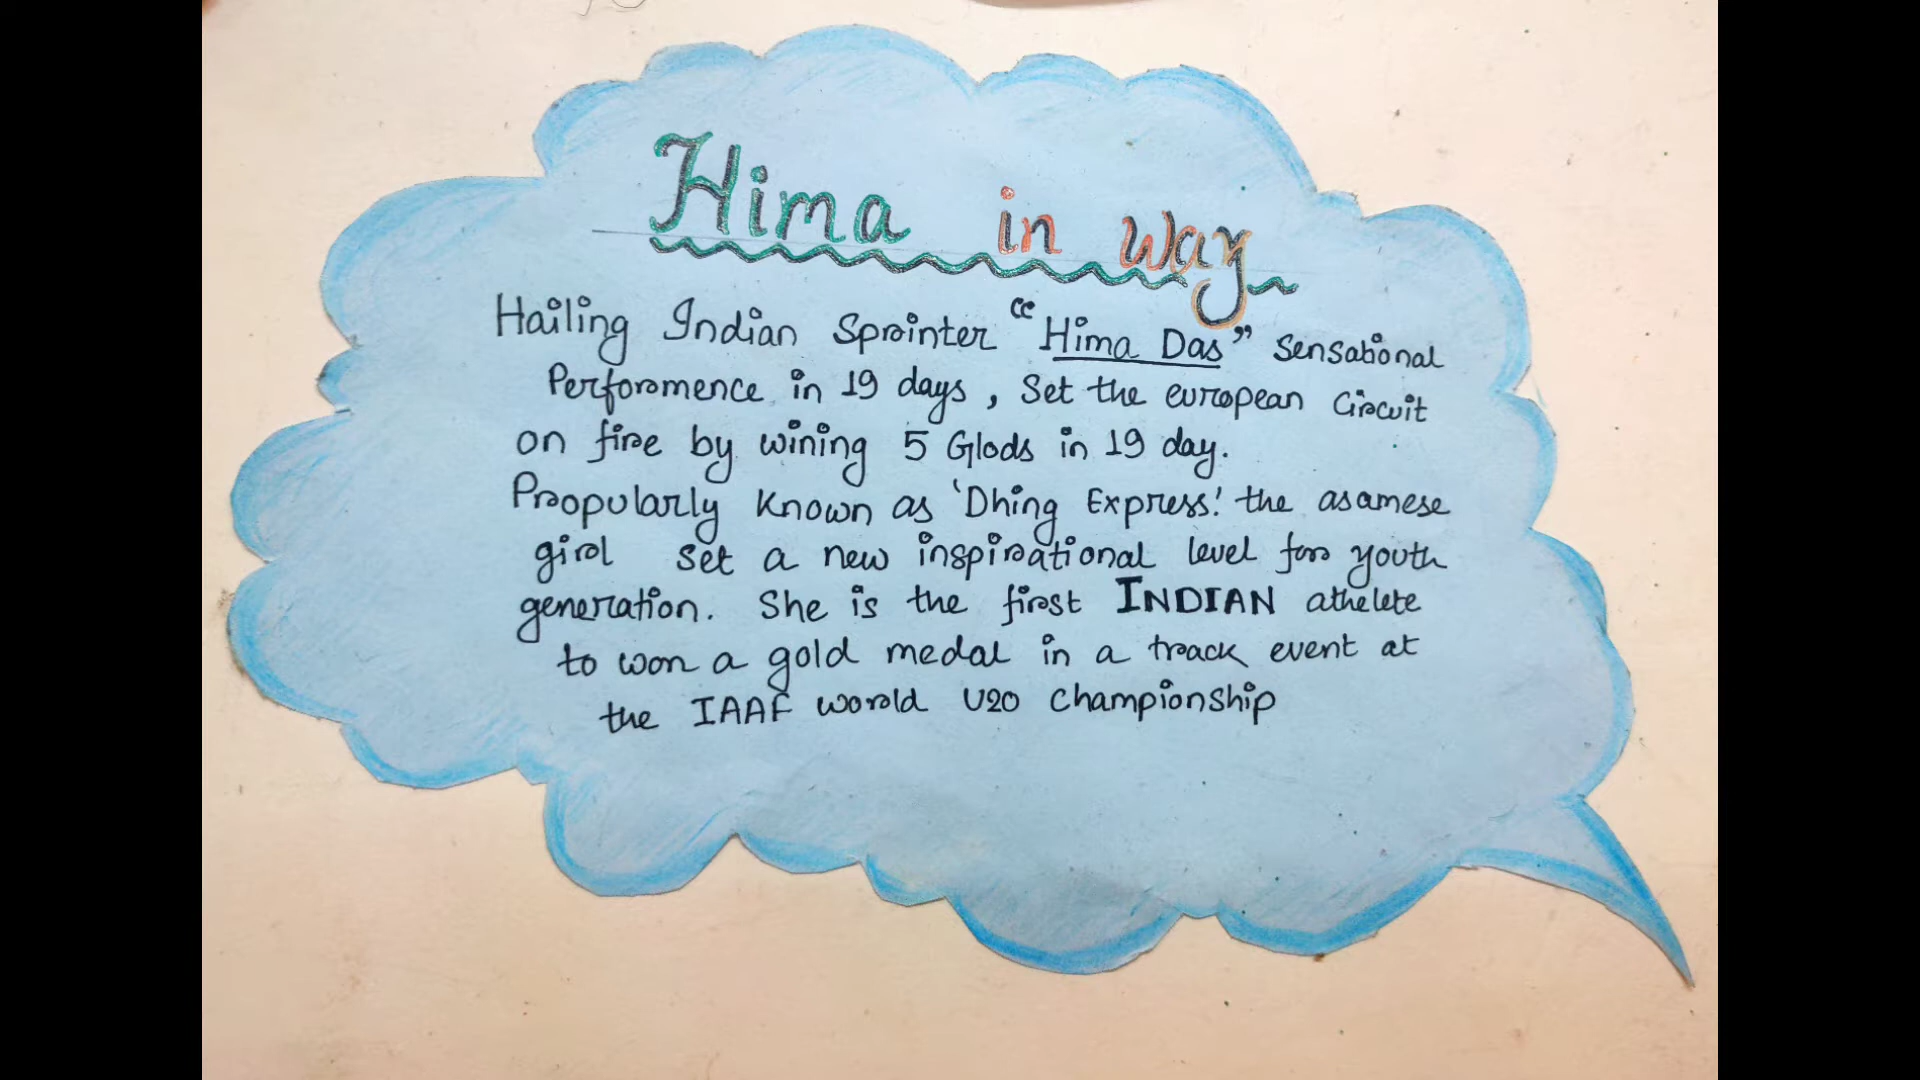 Hima in way
Hailing Indian Sprinter "Hima Das" Sensational
Performence in 19 days, Set the european Circuit
on fire by wining 5 Glods in 19 day.
Propularly Known as 'Dhing Express.' the asamese
girl set a new inspirational level for youth
generation. She is the first INDIAN athelete
to won a gold medal in a track event at
the IAAF world U20 Championship